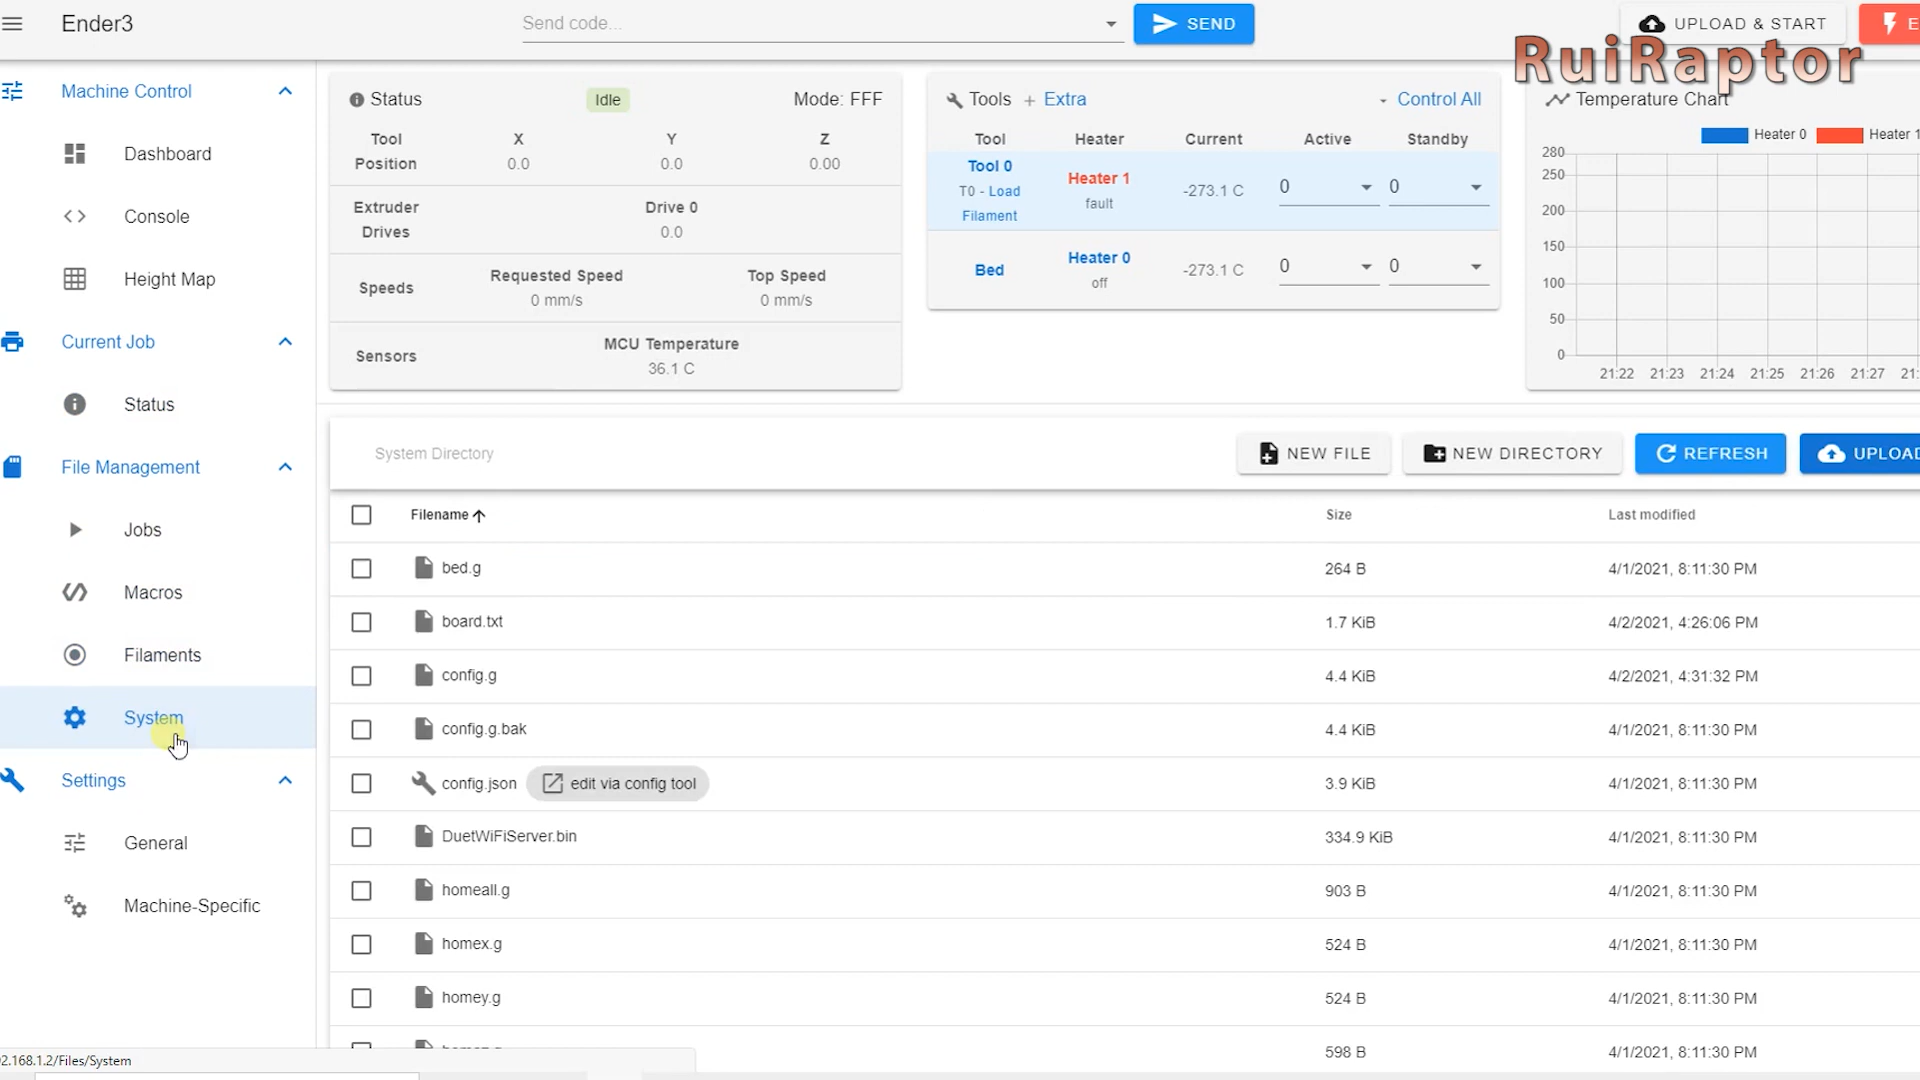 Ender3
Send code...
SEND
UPLOAD & START
E
RuiRaptor
Machine Control
Dashboard
Console
Height Map
Current Job
Status
File Management
Jobs
Macros
Filaments
System
Settings
General
Machine-Specific
Status
Idle
Mode: FFF
Tool Position
X
Y
Z
0.0
0.0
0.00
Extruder Drives
Drive 0
0.0
Speeds
Requested Speed
Top Speed
0 mm/s
0 mm/s
Sensors
MCU Temperature
36.1 C
Tools + Extra
Control All
Tool Heater Current Active Standby
Tool 0
T0 - Load Filament
Heater 1
fault
-273.1 C
0
0
Bed
Heater 0
off
-273.1 C
0
0
Temperature Chart
Heater 0
Heater 1
280
250
200
150
100
50
0
21:22 21:23 21:24 21:25 21:26 21:27 21:
System Directory
NEW FILE
NEW DIRECTORY
REFRESH
UPLOAD
Filename Size Last modified
bed.g 264 B 4/1/2021, 8:11:30 PM
board.txt 1.7 KiB 4/2/2021, 4:26:06 PM
config.g 4.4 KiB 4/2/2021, 4:31:32 PM
config.g.bak 4.4 KiB 4/1/2021, 8:11:30 PM
config.json edit via config tool 3.9 KiB 4/1/2021, 8:11:30 PM
DuetWiFiServer.bin 334.9 KiB 4/1/2021, 8:11:30 PM
homeall.g 903 B 4/1/2021, 8:11:30 PM
homex.g 524 B 4/1/2021, 8:11:30 PM
homey.g 524 B 4/1/2021, 8:11:30 PM
598 B 4/1/2021, 8:11:30 PM
2.168.1.2/Files/System